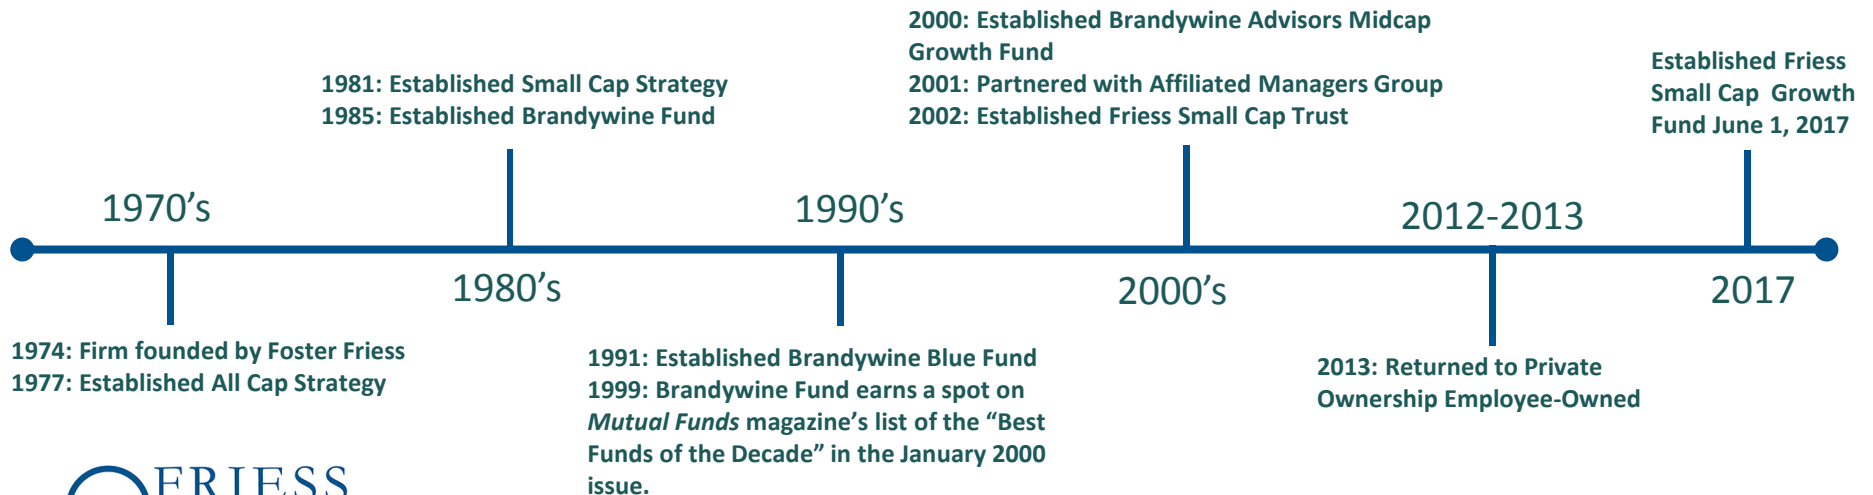 2000: Established Brandywine Advisors Midcap
Growth Fund
2001: Partnered with Affiliated Managers Group
2002: Established Friess Small Cap Trust
Established Friess
Small Cap Growth
Fund June 1, 2017
1981: Established Small Cap Strategy
1985: Established Brandywine Fund
1970's
1990's
2012-2013
1980's
2000's
2017
1974: Firm founded by Foster Friess
1977: Established All Cap Strategy
1991: Established Brandywine Blue Fund
1999: Brandywine Fund earns a spot on
Mutual Funds magazine's list of the “Best
Funds of the Decade” in the January 2000
issue.
2013: Returned to Private
Ownership Employee-Owned
FRIESS